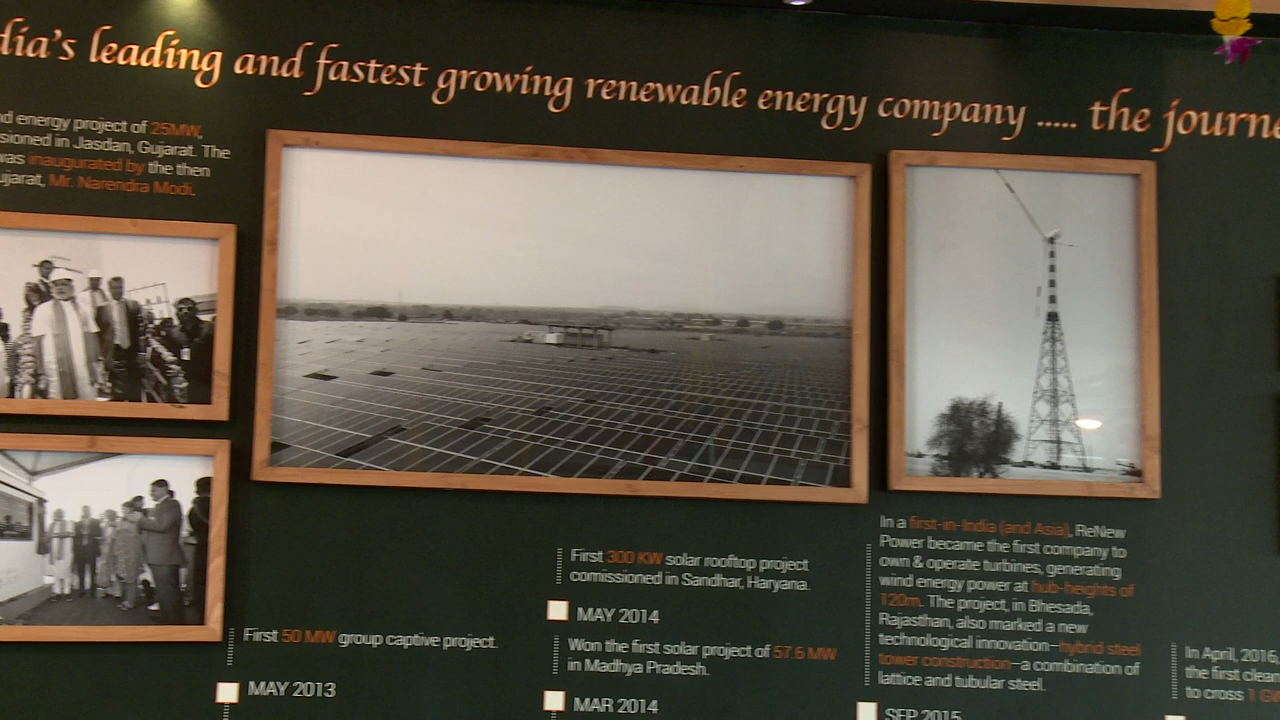 dia's leading and fastest growing renewable energy company ..... the journe
nd energy project of 25MW,
sioned in Jasdan, Gujarat. The
was inaugurated by the then
ujarat, Mr. Narendra Modi.
First 50 MW group captive project.
MAY 2013
First 300 KW solar rooftop project
comissioned in Sandhar, Haryana.
MAY 2014
Won the first solar project of 57.6 MW
in Madhya Pradesh.
MAR 2014
In a first-in-India (and Asia), ReNew
Power became the first company to
own & operate turbines, generating
wind energy power at hub-heights of
120m. The project, in Bhesada,
Rajasthan, also marked a new
technological innovation—hybrid steel
tower construction—a combination of
lattice and tubular steel.
SEP 2015
In April, 2016,
the first clean
to cross 1 GW